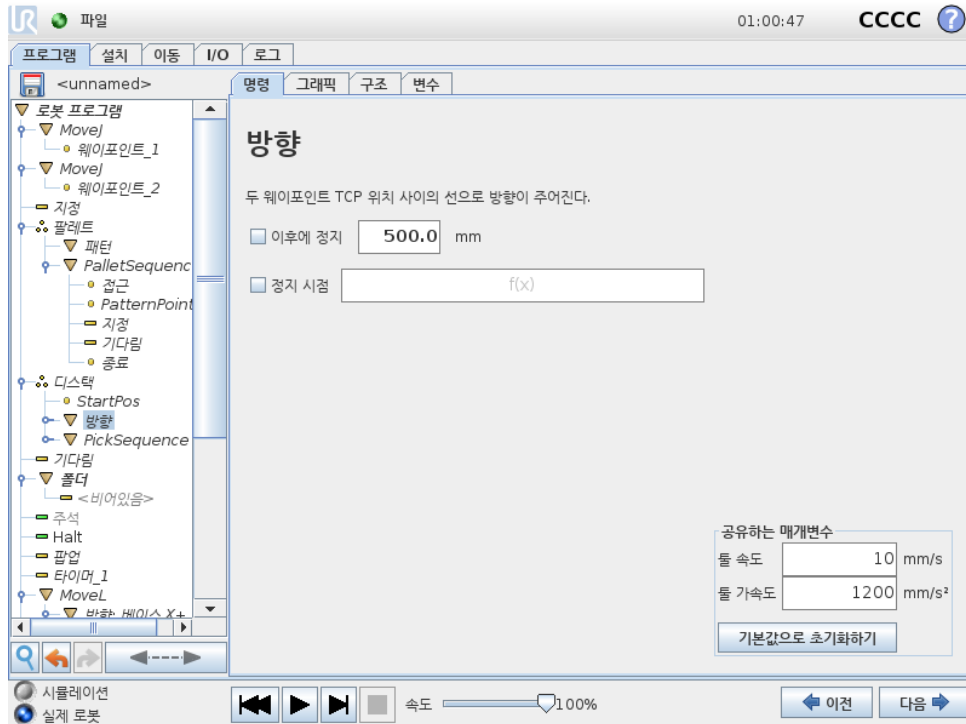 UR 파일 01:00:47 CCCC ?
프로그램 설치 이동 I/O 로그
<unnamed>
명령 그래픽 구조 변수
로봇 프로그램
MoveJ
웨이포인트_1
MoveJ
웨이포인트_2
지정
팔레트
패턴
PalletSequenc
접근
PatternPoint
지정
기다림
종료
디스택
StartPos
방향
PickSequence
기다림
폴더
<비어있음>
주석
Halt
팝업
타이머_1
MoveL
방향: 베이스 X+
방향
두 웨이포인트 TCP 위치 사이의 선으로 방향이 주어진다.
이후에 정지 500.0 mm
정지 시점 f(x)
공유하는 매개변수
툴 속도 10 mm/s
툴 가속도 1200 mm/s²
기본값으로 초기화하기
시뮬레이션
실제 로봇
속도 100%
이전 다음